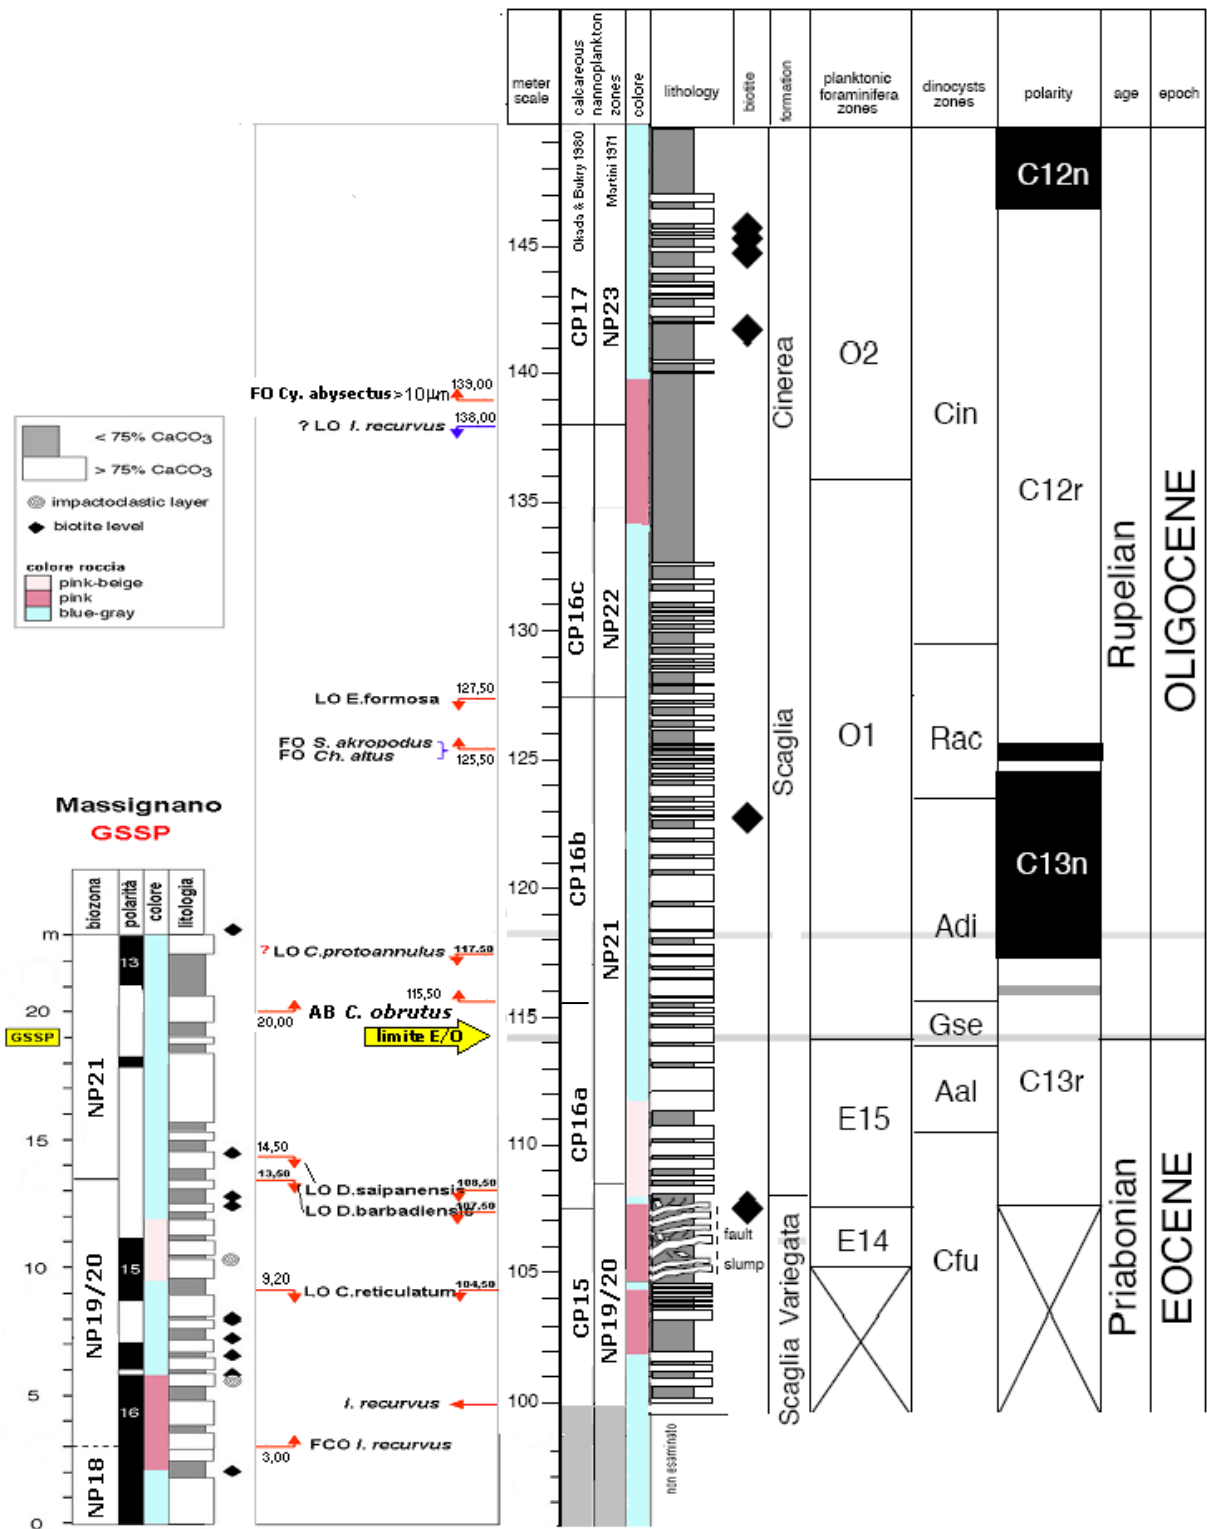 meter
scale
calcareous
nannoplankton
zones
colore
lithology
biotite
formation
planktonic
foraminifera
zones
dinocysts
zones
polarity
age
epoch
Okada & Bukry 1980
Martini 1971
CP17
CP16c
CP16b
CP16a
CP15
NP23
NP22
NP21
NP19/20
145
140
135
130
125
120
115
110
105
100
Cinerea
Scaglia
Scaglia Variegata
fault
slump
non esaminato
O2
O1
E15
E14
Cin
Rac
Adi
Gse
Aal
Cfu
C12n
C12r
C13n
C13r
Rupelian
Priabonian
OLIGOCENE
EOCENE
FO Cy. abysectus>10µm 139,00
? LO I. recurvus 138,00
LO E.formosa 127,50
FO S. akropodus
FO Ch. altus 125,50
? LO C.protoannulus 117.50
115,50
20,00 AB C. obrutus
limite E/O
14,50
13,50
LO D.saipanensis 108,50
LO D.barbadiensis 107,50
9,20 LO C.reticulatum 104,50
I. recurvus
FCO I. recurvus
3,00
< 75% CaCO3
> 75% CaCO3
impactoclastic layer
biotite level
colore roccia
pink-beige
pink
blue-gray
Massignano
GSSP
biozona
polarità
colore
litologia
m
20
GSSP
15
10
5
0
NP21
NP19/20
NP18
13
15
16